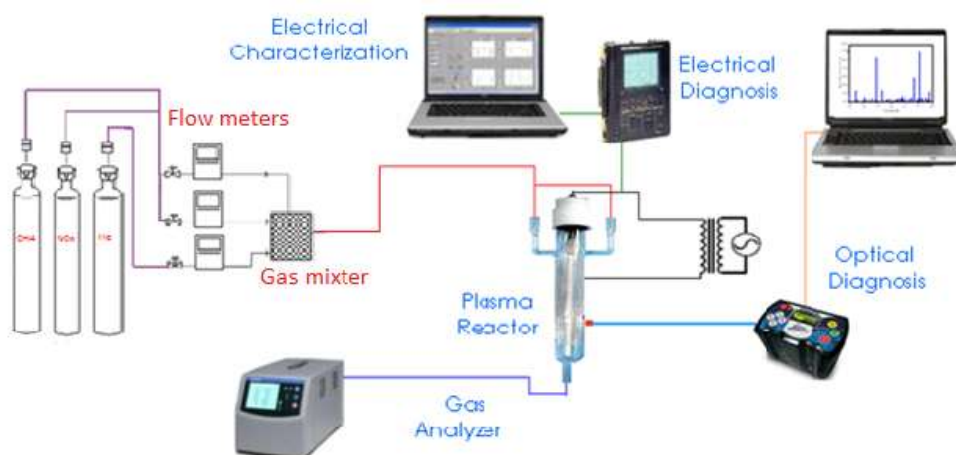 Electrical
Characterization
Electrical
Diagnosis
Flow meters
Gas mixter
Optical
Diagnosis
Plasma
Reactor
Gas
Analyzer